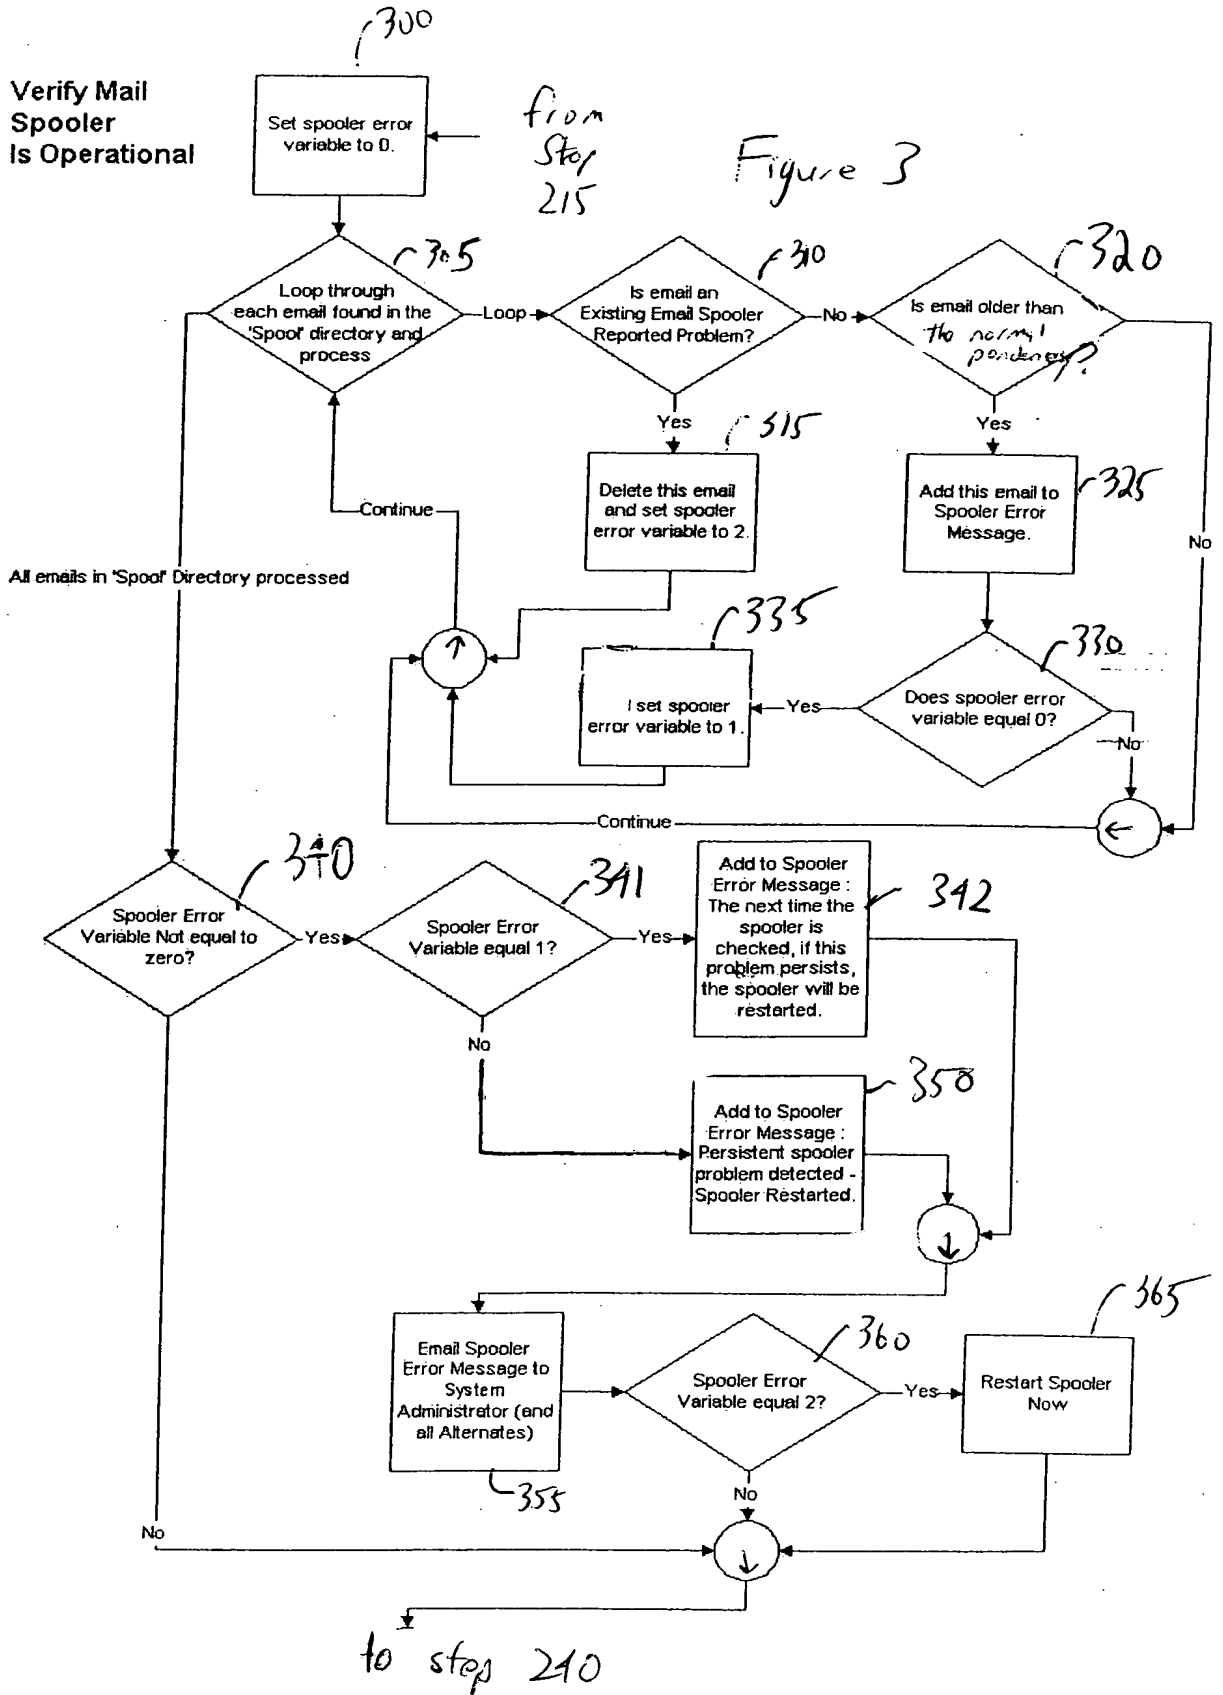 300
Verify Mail
Spooler
Is Operational
Set spooler error
variable to 0.
from
Step
215
Figure 3
305
Loop through
each email found in the
'Spool' directory and
process
Loop
310
Is email an
Existing Email Spooler
Reported Problem?
No
320
Is email older than
the normal
No
Yes
315
Delete this email
and set spooler
error variable to 2.
Yes
325
Add this email to
Spooler Error
Message.
Continue
All emails in 'Spool' Directory processed
335
I set spooler
error variable to 1.
Yes
330
Does spooler error
variable equal 0?
No
Continue
340
Spooler Error
Variable Not equal to
zero?
Yes
341
Spooler Error
Variable equal 1?
Yes
342
Add to Spooler
Error Message :
The next time the
spooler is
checked, if this
problem persists,
the spooler will be
restarted.
No
350
Add to Spooler
Error Message :
Persistent spooler
problem detected -
Spooler Restarted.
Email Spooler
Error Message to
System
Administrator (and
all Alternates)
355
360
Spooler Error
Variable equal 2?
Yes
365
Restart Spooler
Now
No
No
to step 240